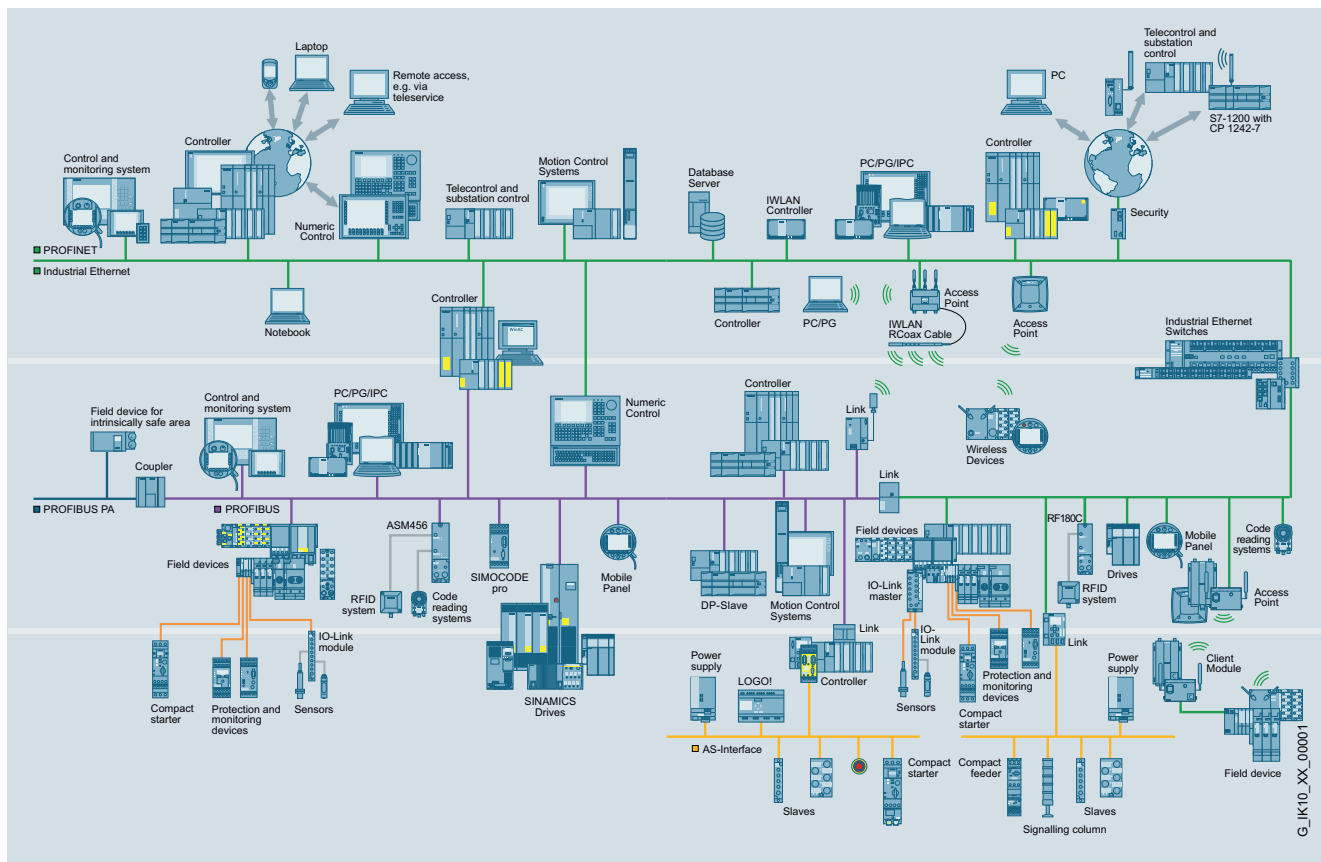 Laptop
Remote access,
e.g. via
teleservice
Telecontrol and
substation
control
PC
S7-1200 with
CP 1242-7
Control and
monitoring system
Controller
Numeric
Control
Telecontrol and
substation control
Motion Control
Systems
Database
Server
IWLAN
Controller
PC/PG/IPC
Controller
Security
PROFINET
Industrial Ethernet
Notebook
Controller
WinAC
Controller
PC/PG
Access
Point
IWLAN
RCoax Cable
Access
Point
Industrial Ethernet
Switches
Field device for
intrinsically safe area
Coupler
Control and
monitoring system
PC/PG/IPC
Numeric
Control
Controller
Link
Wireless
Devices
Link
PROFIBUS PA
PROFIBUS
Field devices
ASM456
RFID
system
Code
reading
systems
SIMOCODE
pro
Mobile
Panel
DP-Slave
Motion Control
Systems
Field devices
IO-Link
master
RF180C
RFID
system
Drives
Mobile
Panel
Code
reading
systems
Access
Point
Compact
starter
Protection and
monitoring
devices
IO-Link
module
Sensors
SINAMICS
Drives
Power
supply
LOGO!
Link
Controller
IO-
Link
module
Sensors
Compact
starter
Protection and
monitoring
devices
Link
Power
supply
Client
Module
Field device
AS-Interface
Slaves
Compact
starter
Compact
feeder
Signalling column
Slaves
G_IK10_XX_00001